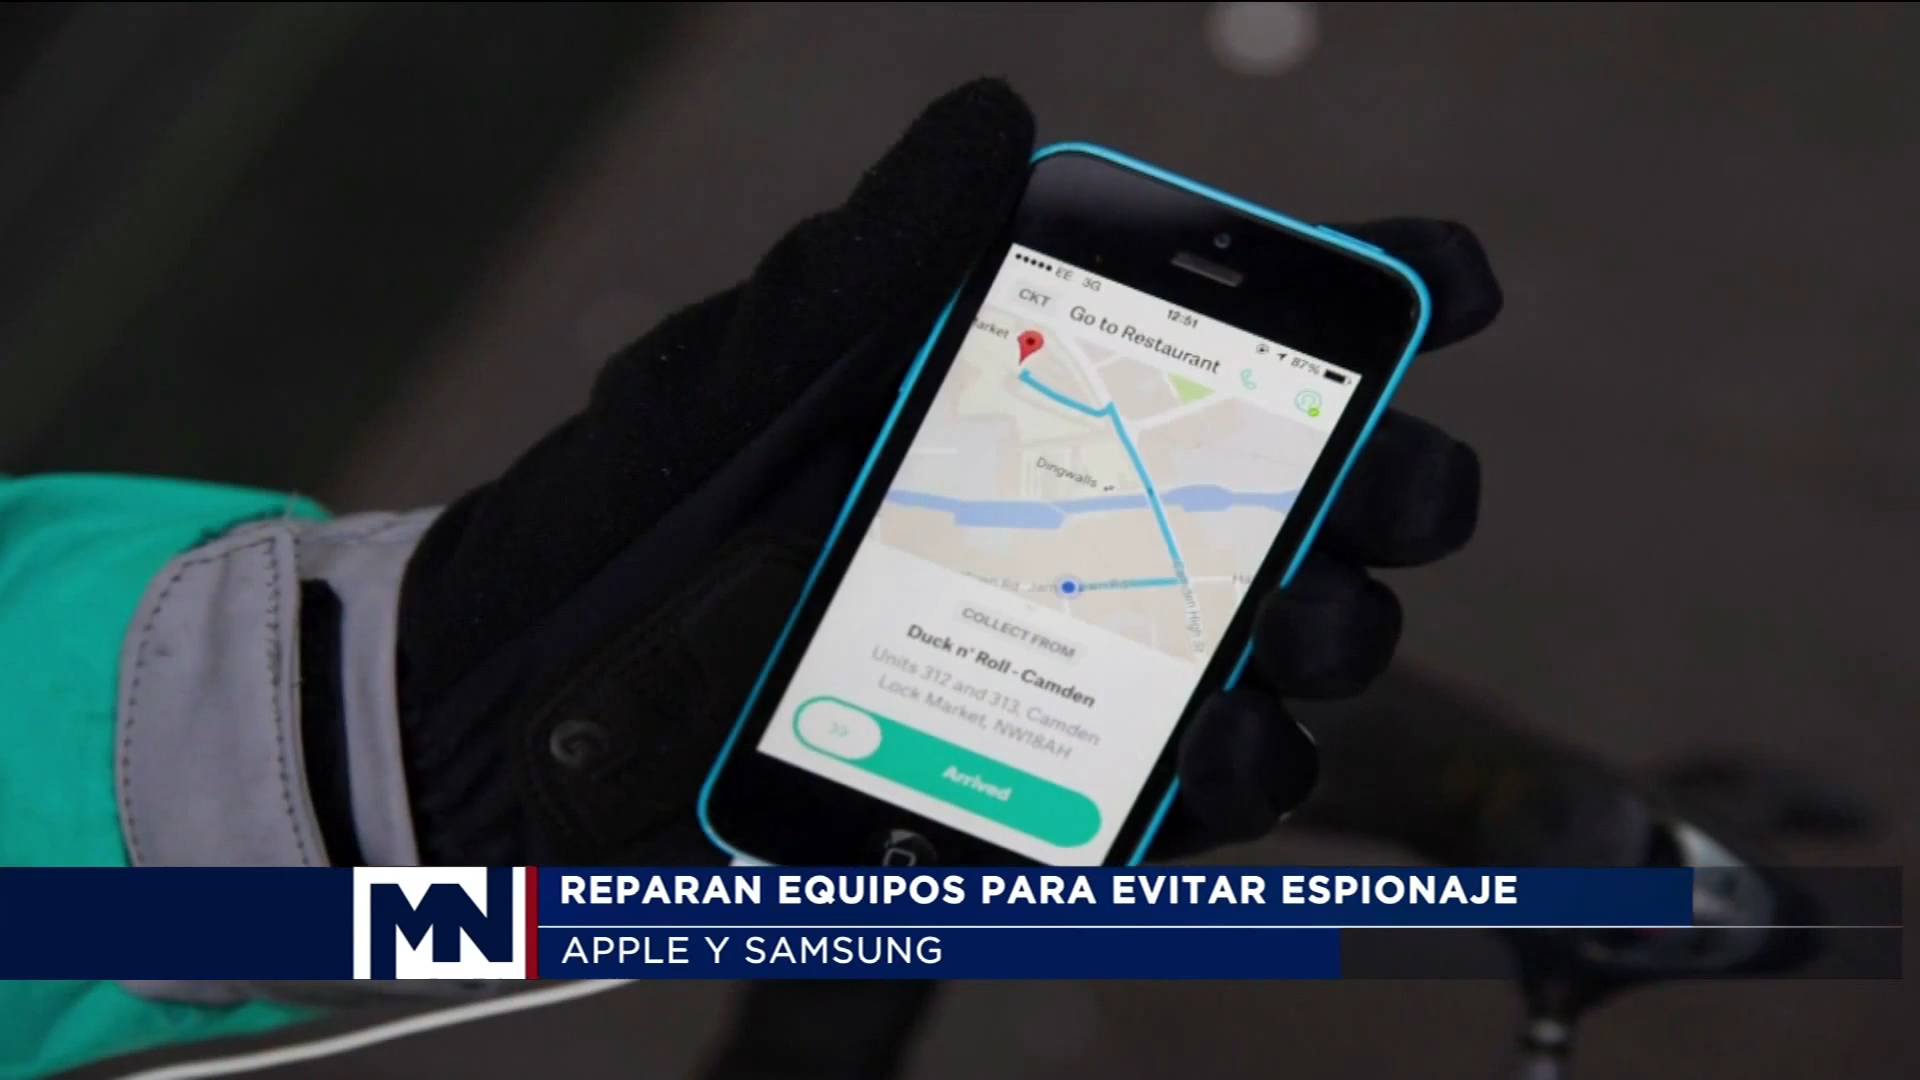 EE 3G
12:51
87%
CKT
Go to Restaurant
Dingwalls
COLLECT FROM
Duck n' Roll - Camden
Units 312 and 313, Camden
Lock Market, NW18AH
>>
Arrived
MN
REPARAN EQUIPOS PARA EVITAR ESPIONAJE
APPLE Y SAMSUNG